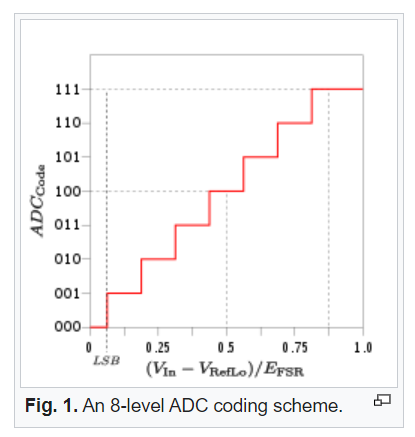 111
110
101
100
011
010
001
000
ADC_Code
0 0.25 0.5 0.75 1.0
LSB
(V_In − V_RefLo)/E_FSR
Fig. 1. An 8-level ADC coding scheme.